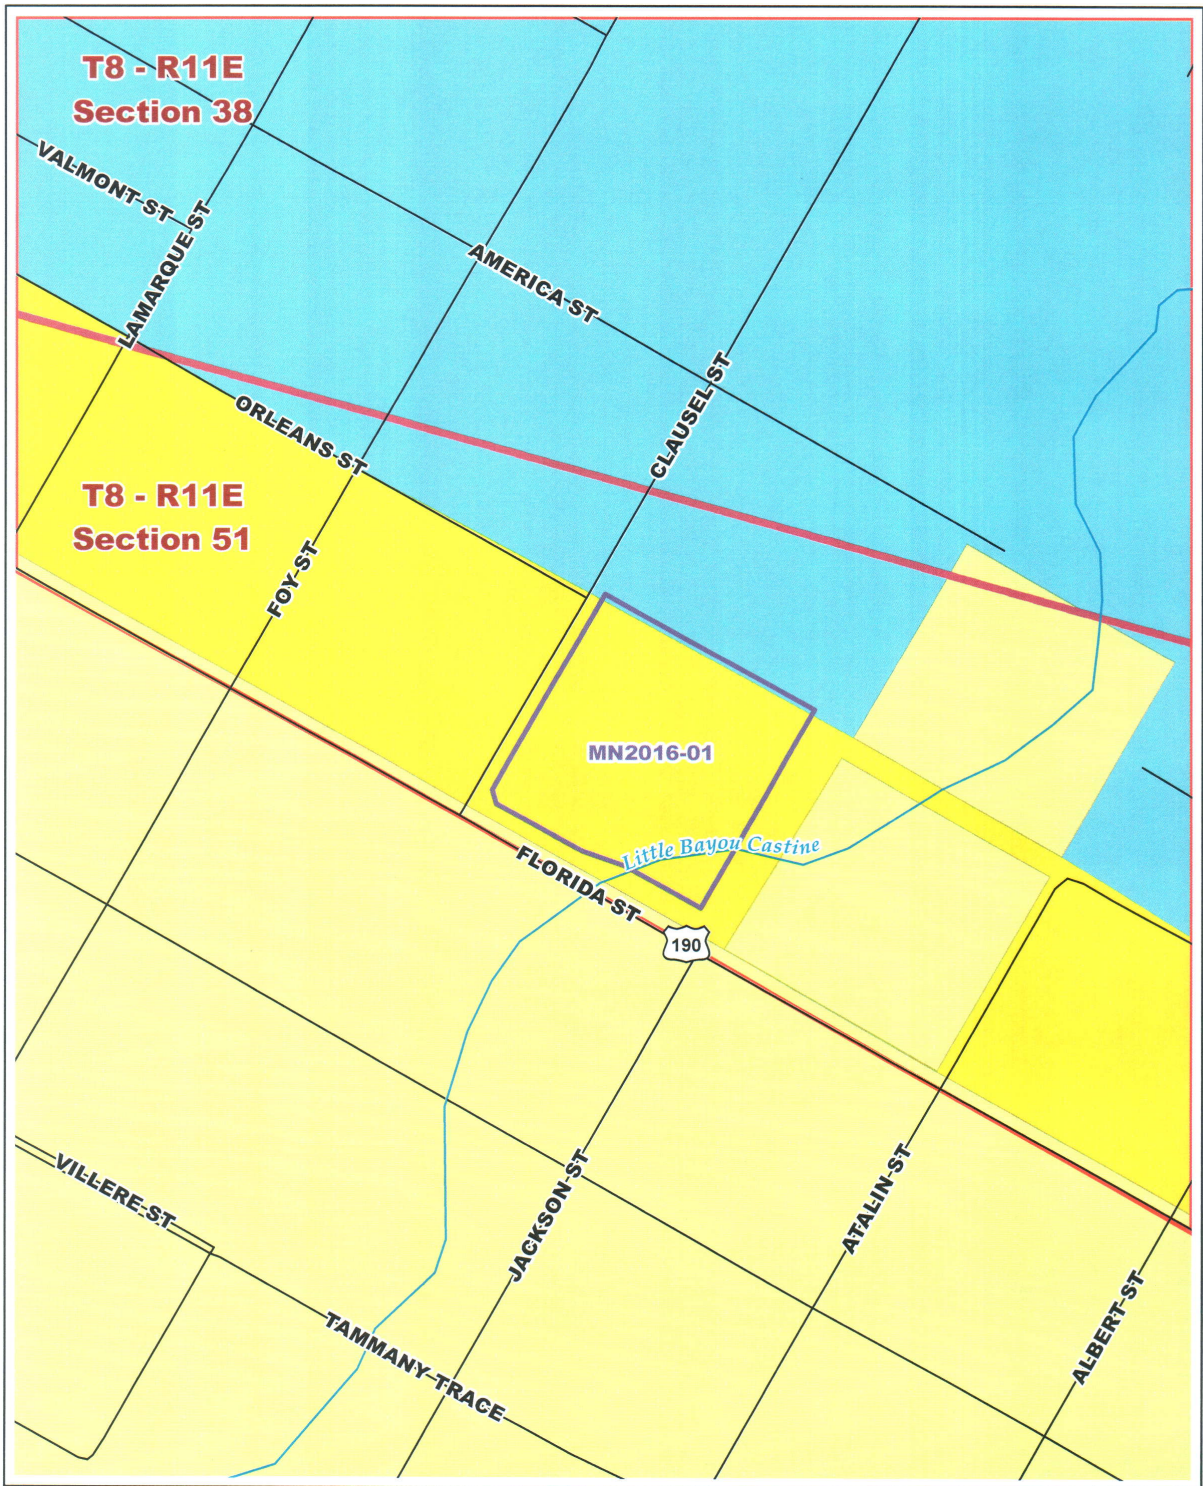 T8 - R11E
Section 38
VALMONT ST
LAMARQUE ST
AMERICA ST
CLAUSEL ST
ORLEANS ST
T8 - R11E
Section 51
FOY ST
MN2016-01
Little Bayou Castine
FLORIDA ST
190
JACKSON ST
ATALIN ST
VILLERE ST
ALBERT ST
TAMMANY TRACE